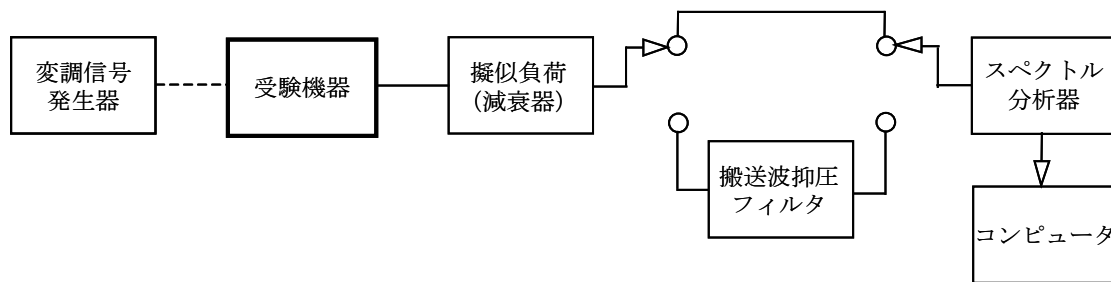 変調信号
発生器
受験機器
擬似負荷
（減衰器）
搬送波抑圧
フィルタ
スペクトル
分析器
コンピュータ